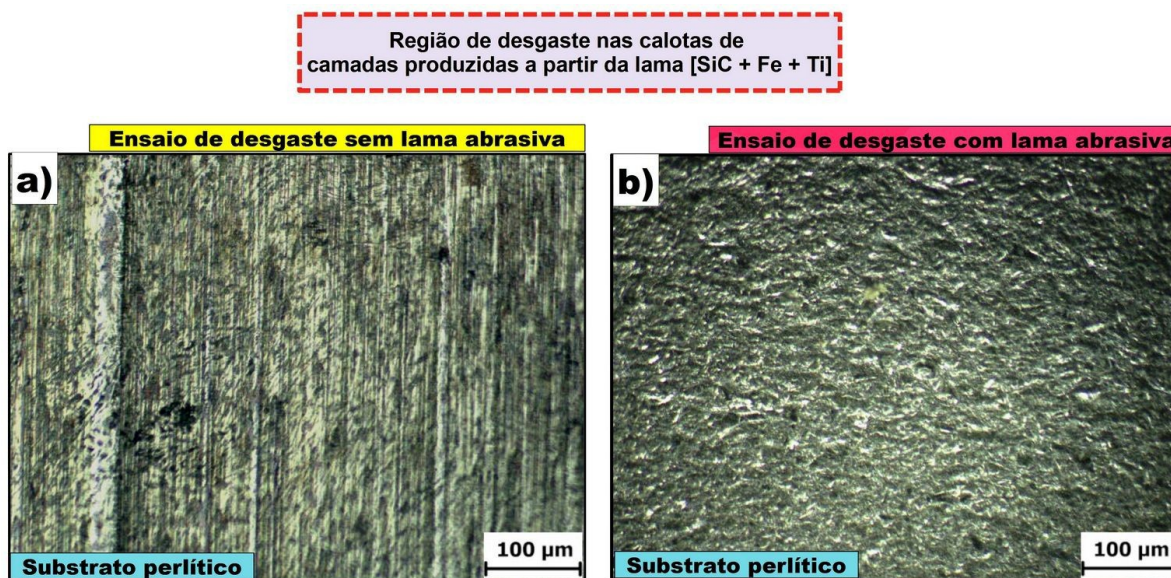 Região de desgaste nas calotas de
camadas produzidas a partir da lama [SiC + Fe + Ti]
Ensaio de desgaste sem lama abrasiva
Ensaio de desgaste com lama abrasiva
a)
b)
Substrato perlítico
100 µm
Substrato perlítico
100 µm